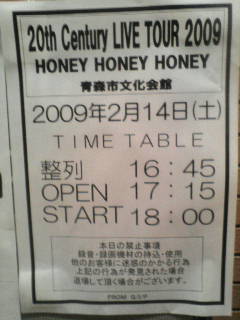 20th Century LIVE TOUR 2009
HONEY HONEY HONEY
青森市文化会館
2009年2月14日(土)
TIME TABLE
整列 16:45
OPEN 17:15
START 18:00
本日の禁止事項
録音・録画機材の持込・使用
他のお客様に迷惑のかかる行為
上記の行為が発見された場合
退場して頂く場合がございます。
FROM